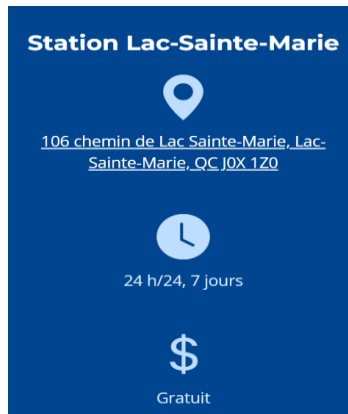 Station Lac-Sainte-Marie
106 chemin de Lac Sainte-Marie, Lac-
Sainte-Marie, QC J0X 1Z0
24 h/24, 7 jours
$
Gratuit